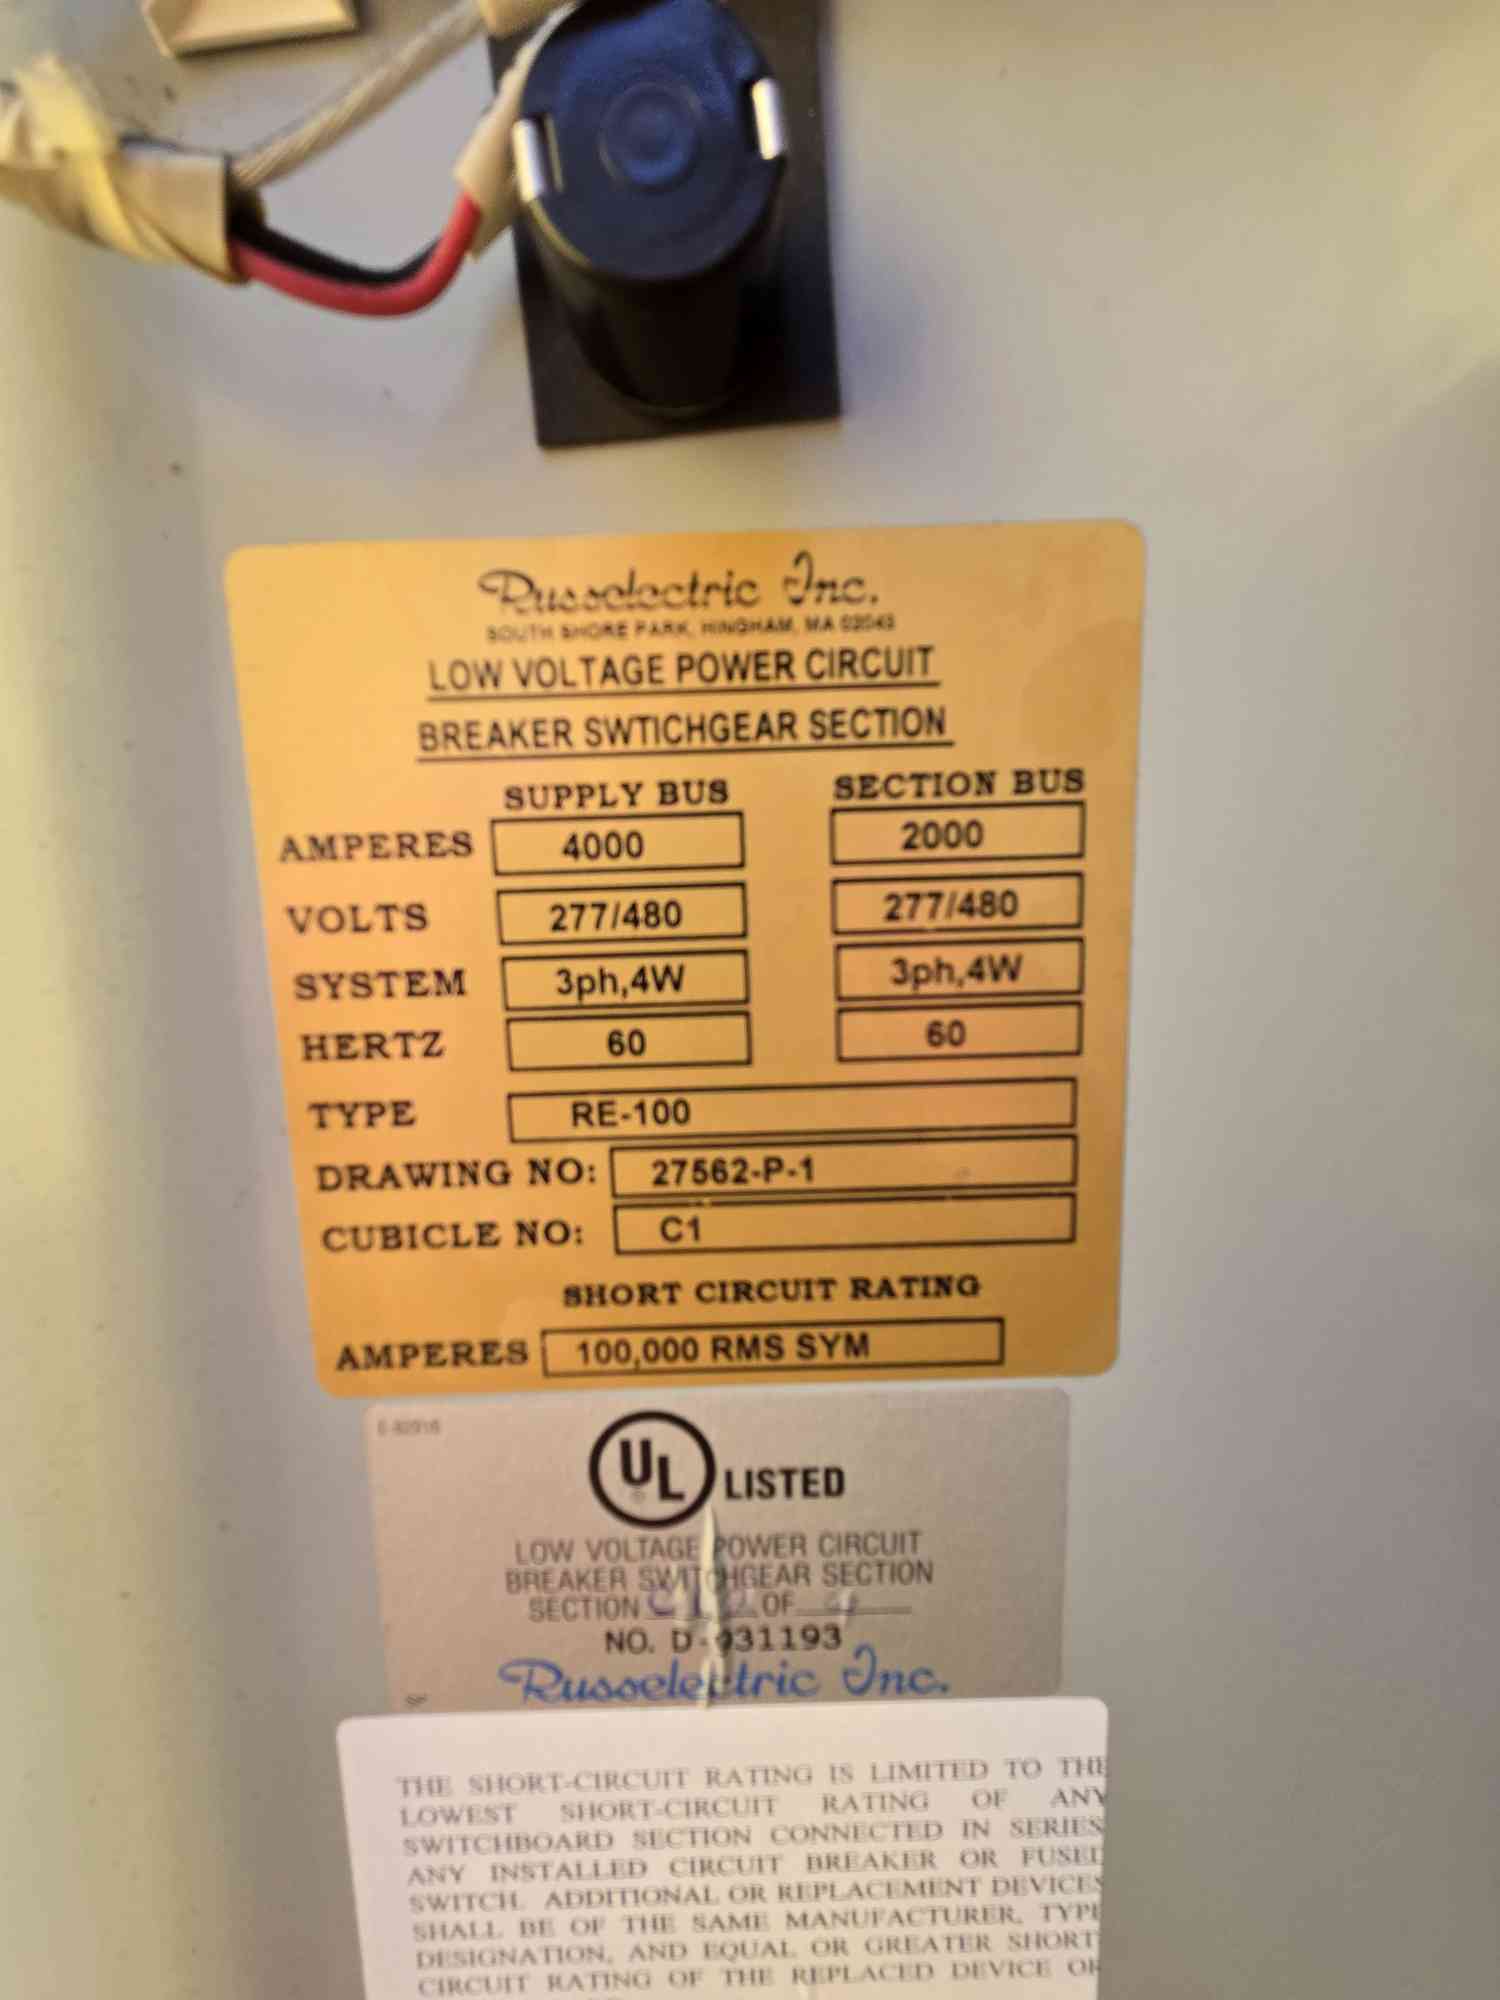 Russelectric Inc.
SOUTH SHORE PARK, HINGHAM, MA 02043
LOW VOLTAGE POWER CIRCUIT
BREAKER SWTICHGEAR SECTION
SUPPLY BUS SECTION BUS
AMPERES 4000 2000
VOLTS 277/480 277/480
SYSTEM 3ph,4W 3ph,4W
HERTZ 60 60
TYPE RE-100
DRAWING NO: 27562-P-1
CUBICLE NO: C1
SHORT CIRCUIT RATING
AMPERES 100,000 RMS SYM
UL LISTED
LOW VOLTAGE POWER CIRCUIT
BREAKER SWITCHGEAR SECTION
SECTION OF
NO. D-031193
Russelectric Inc.
THE SHORT-CIRCUIT RATING IS LIMITED TO THE
LOWEST SHORT-CIRCUIT RATING OF ANY
SWITCHBOARD SECTION CONNECTED IN SERIES
ANY INSTALLED CIRCUIT BREAKER OR FUSED
SWITCH. ADDITIONAL OR REPLACEMENT DEVICES
SHALL BE OF THE SAME MANUFACTURER, TYPE
DESIGNATION, AND EQUAL OR GREATER SHORT
CIRCUIT RATING OF THE REPLACED DEVICE OR